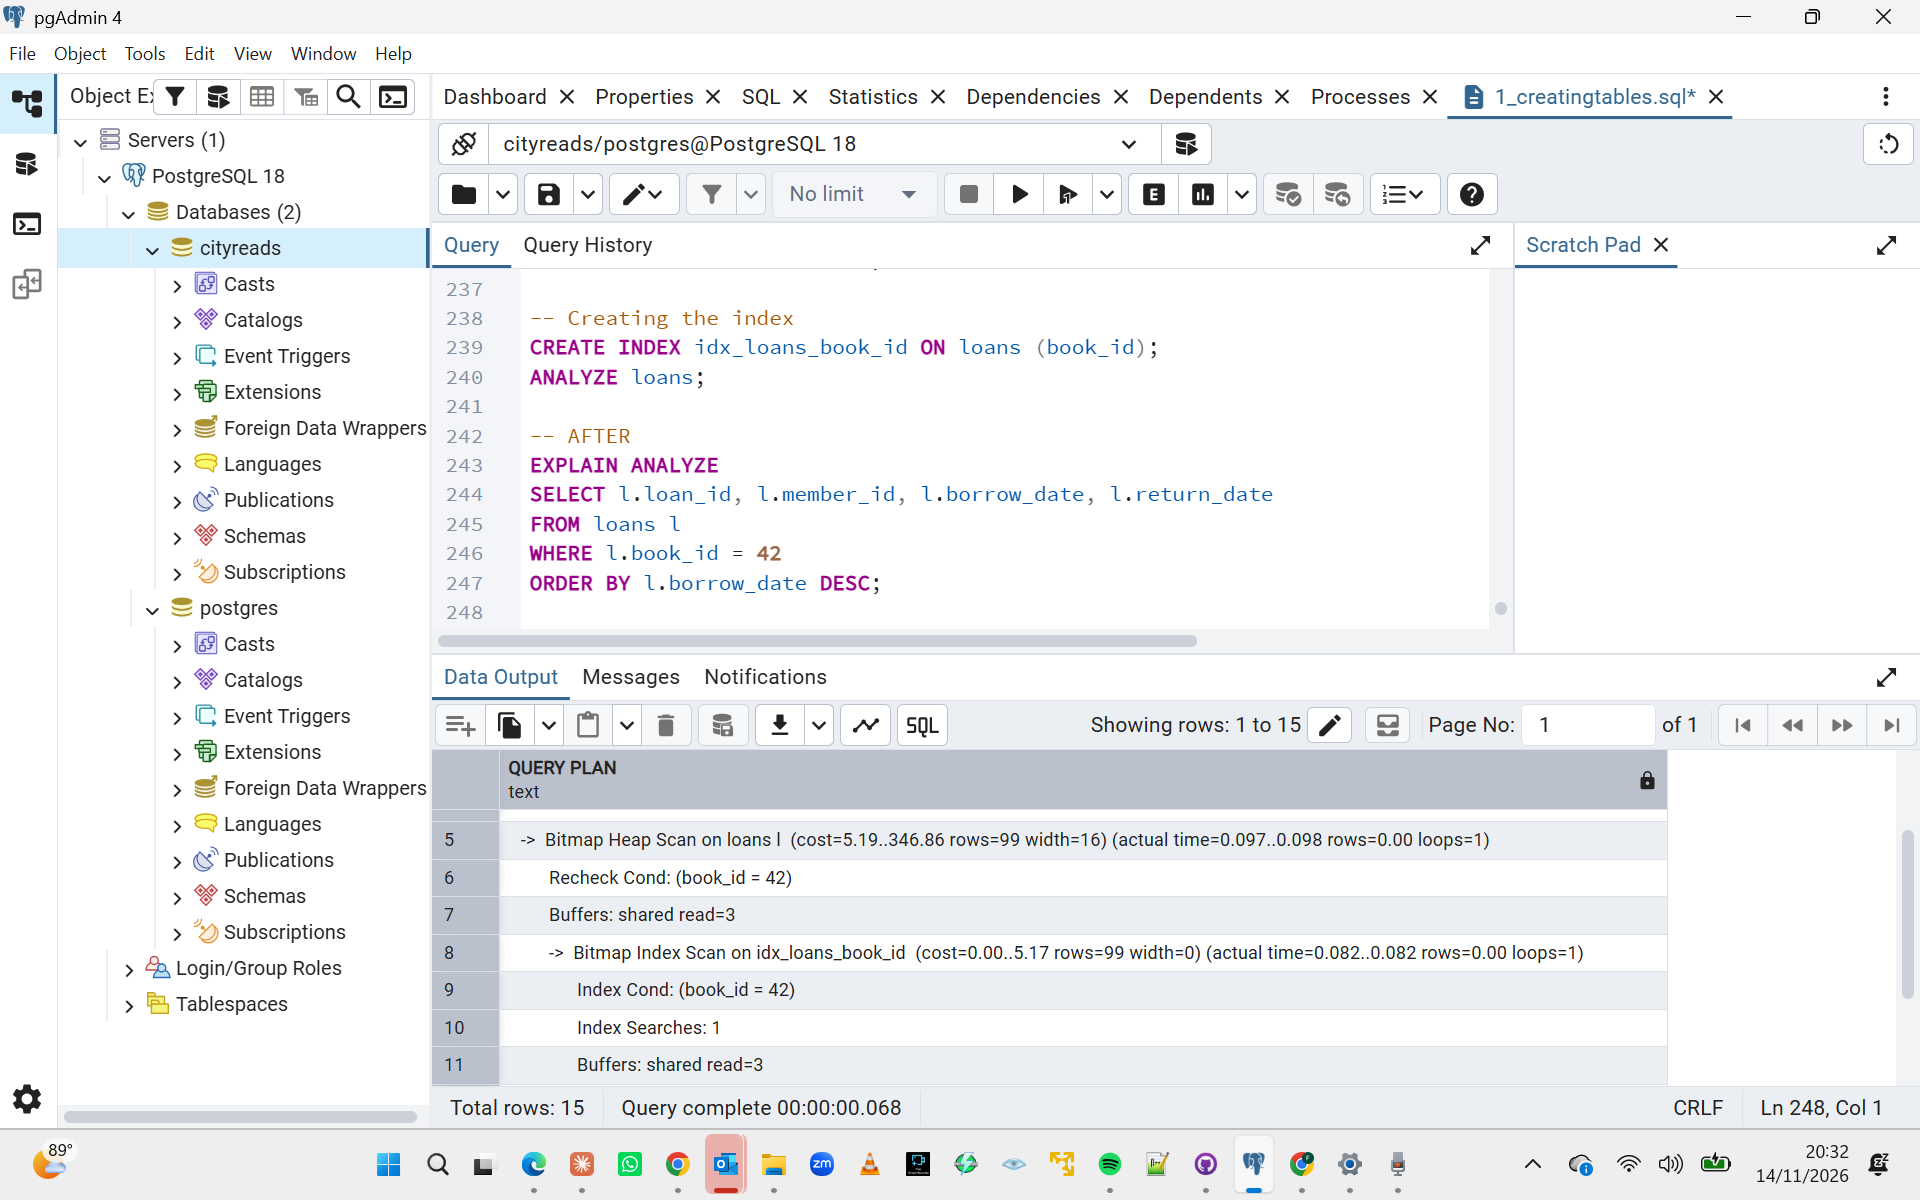 pgAdmin 4
File Object Tools Edit View Window Help
Object E
Dashboard Properties SQL Statistics Dependencies Dependents Processes 1_creatingtables.sql*
Servers (1)
PostgreSQL 18
Databases (2)
cityreads
Casts
Catalogs
Event Triggers
Extensions
Foreign Data Wrappers
Languages
Publications
Schemas
Subscriptions
postgres
Casts
Catalogs
Event Triggers
Extensions
Foreign Data Wrappers
Languages
Publications
Schemas
Subscriptions
Login/Group Roles
Tablespaces
cityreads/postgres@PostgreSQL 18
No limit
E
Query Query History
Scratch Pad
237
238 -- Creating the index
239 CREATE INDEX idx_loans_book_id ON loans (book_id);
240 ANALYZE loans;
241
242 -- AFTER
243 EXPLAIN ANALYZE
244 SELECT l.loan_id, l.member_id, l.borrow_date, l.return_date
245 FROM loans l
246 WHERE l.book_id = 42
247 ORDER BY l.borrow_date DESC;
248
Data Output Messages Notifications
SQL Showing rows: 1 to 15 Page No: 1 of 1
QUERY PLAN
text
5 -> Bitmap Heap Scan on loans l (cost=5.19..346.86 rows=99 width=16) (actual time=0.097..0.098 rows=0.00 loops=1)
6 Recheck Cond: (book_id = 42)
7 Buffers: shared read=3
8 -> Bitmap Index Scan on idx_loans_book_id (cost=0.00..5.17 rows=99 width=0) (actual time=0.082..0.082 rows=0.00 loops=1)
9 Index Cond: (book_id = 42)
10 Index Searches: 1
11 Buffers: shared read=3
Total rows: 15 Query complete 00:00:00.068 CRLF Ln 248, Col 1
89°
zm
20:32
14/11/2026